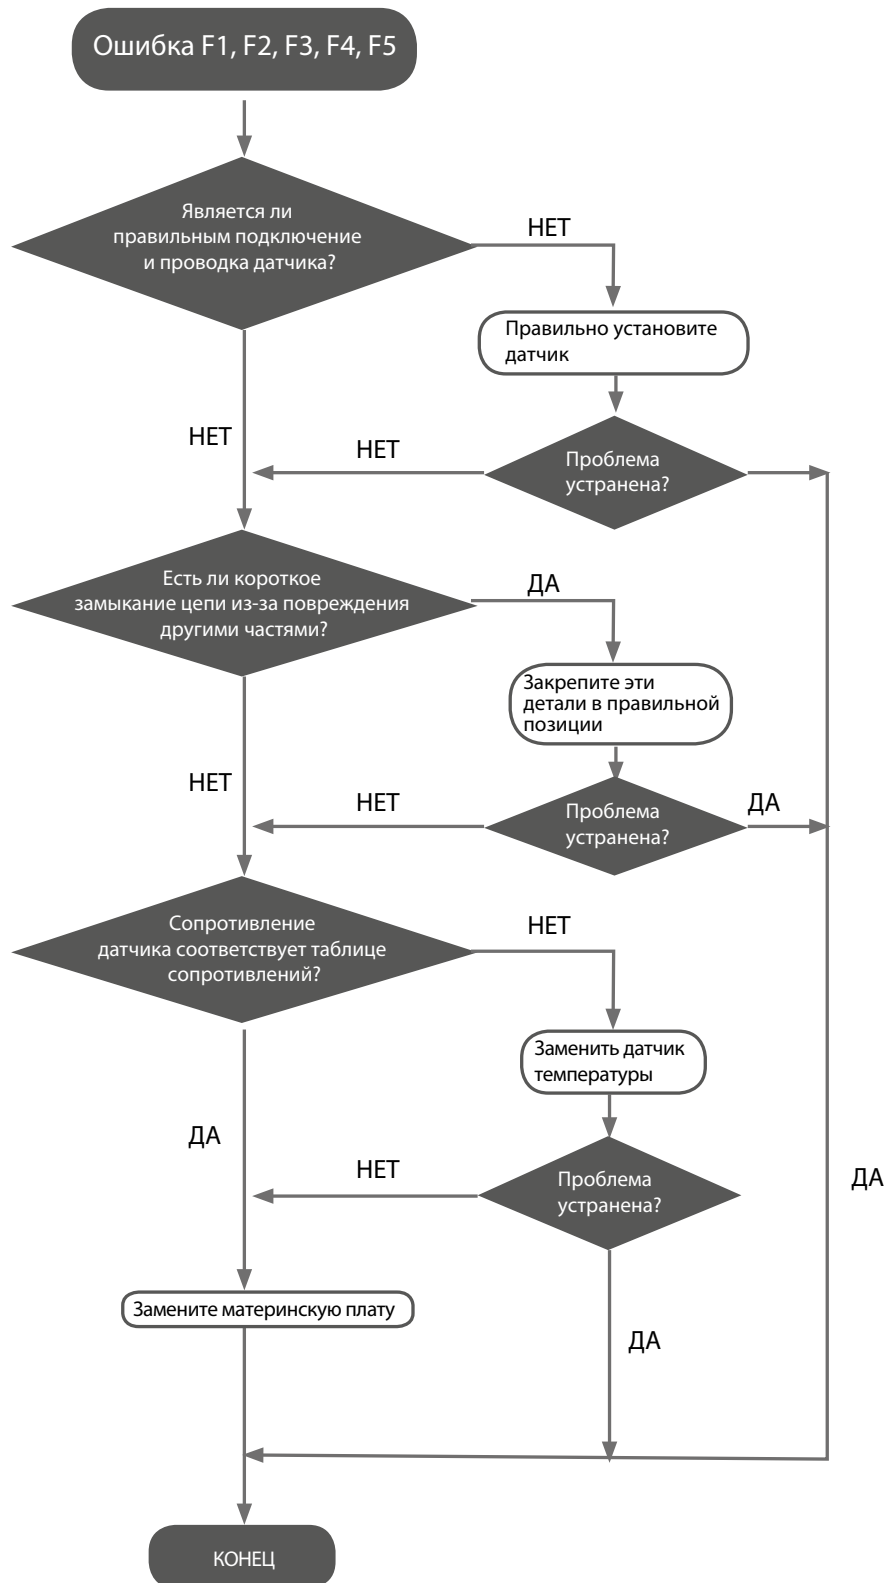 Ошибка F1, F2, F3, F4, F5
Является ли
правильным подключение
и проводка датчика?
НЕТ
Правильно установите
датчик
НЕТ
НЕТ
Проблема
устранена?
Есть ли короткое
замыкание цепи из-за повреждения
другими частями?
ДА
Закрепите эти
детали в правильной
позиции
НЕТ
НЕТ
Проблема
устранена?
ДА
Сопротивление
датчика соответствует таблице
сопротивлений?
НЕТ
Заменить датчик
температуры
ДА
НЕТ
Проблема
устранена?
ДА
Замените материнскую плату
ДА
КОНЕЦ